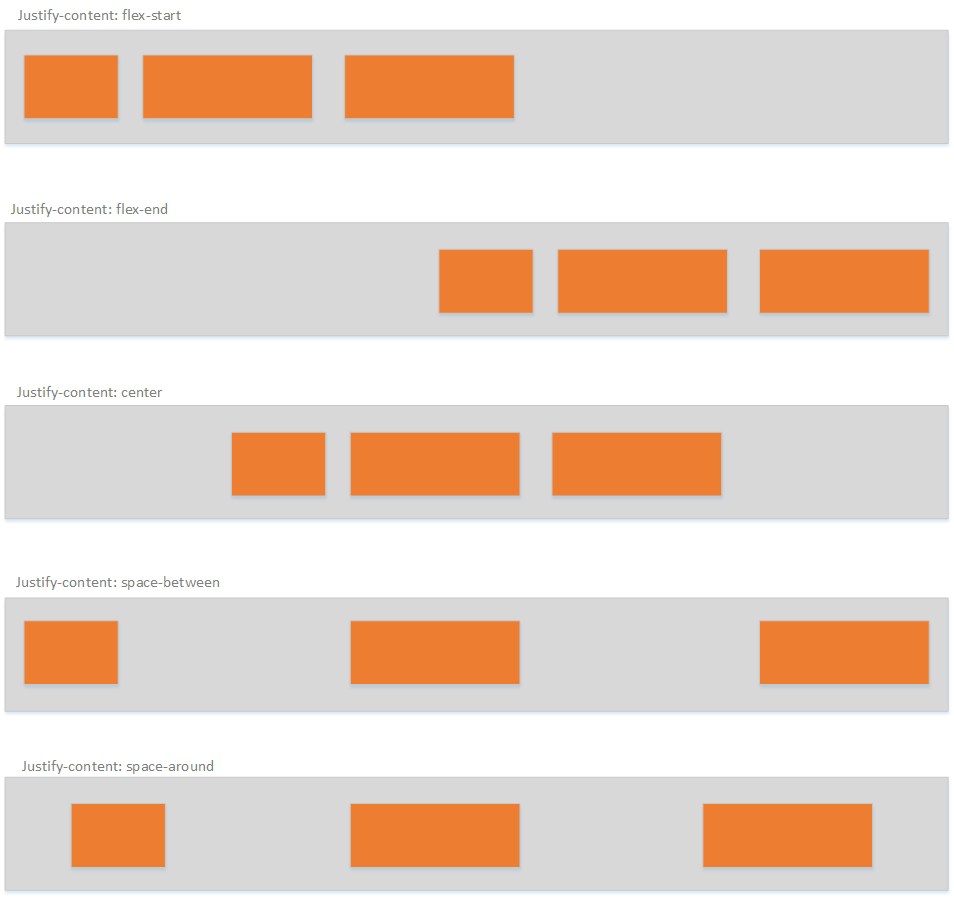 Justify-content: flex-start
Justify-content: flex-end
Justify-content: center
Justify-content: space-between
Justify-content: space-around